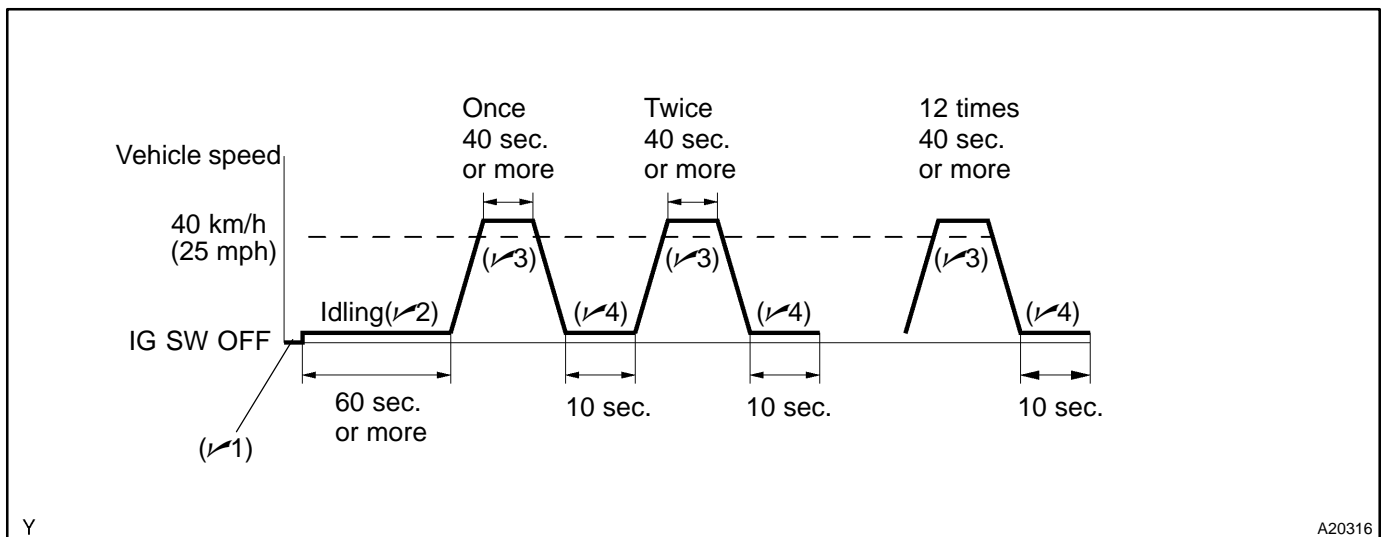 Once
40 sec.
or more
Twice
40 sec.
or more
12 times
40 sec.
or more
Vehicle speed
40 km/h
(25 mph)
(3)
(3)
(3)
Idling(2)
(4)
(4)
(4)
IG SW OFF
60 sec.
or more
10 sec.
10 sec.
10 sec.
(1)
Y
A20316